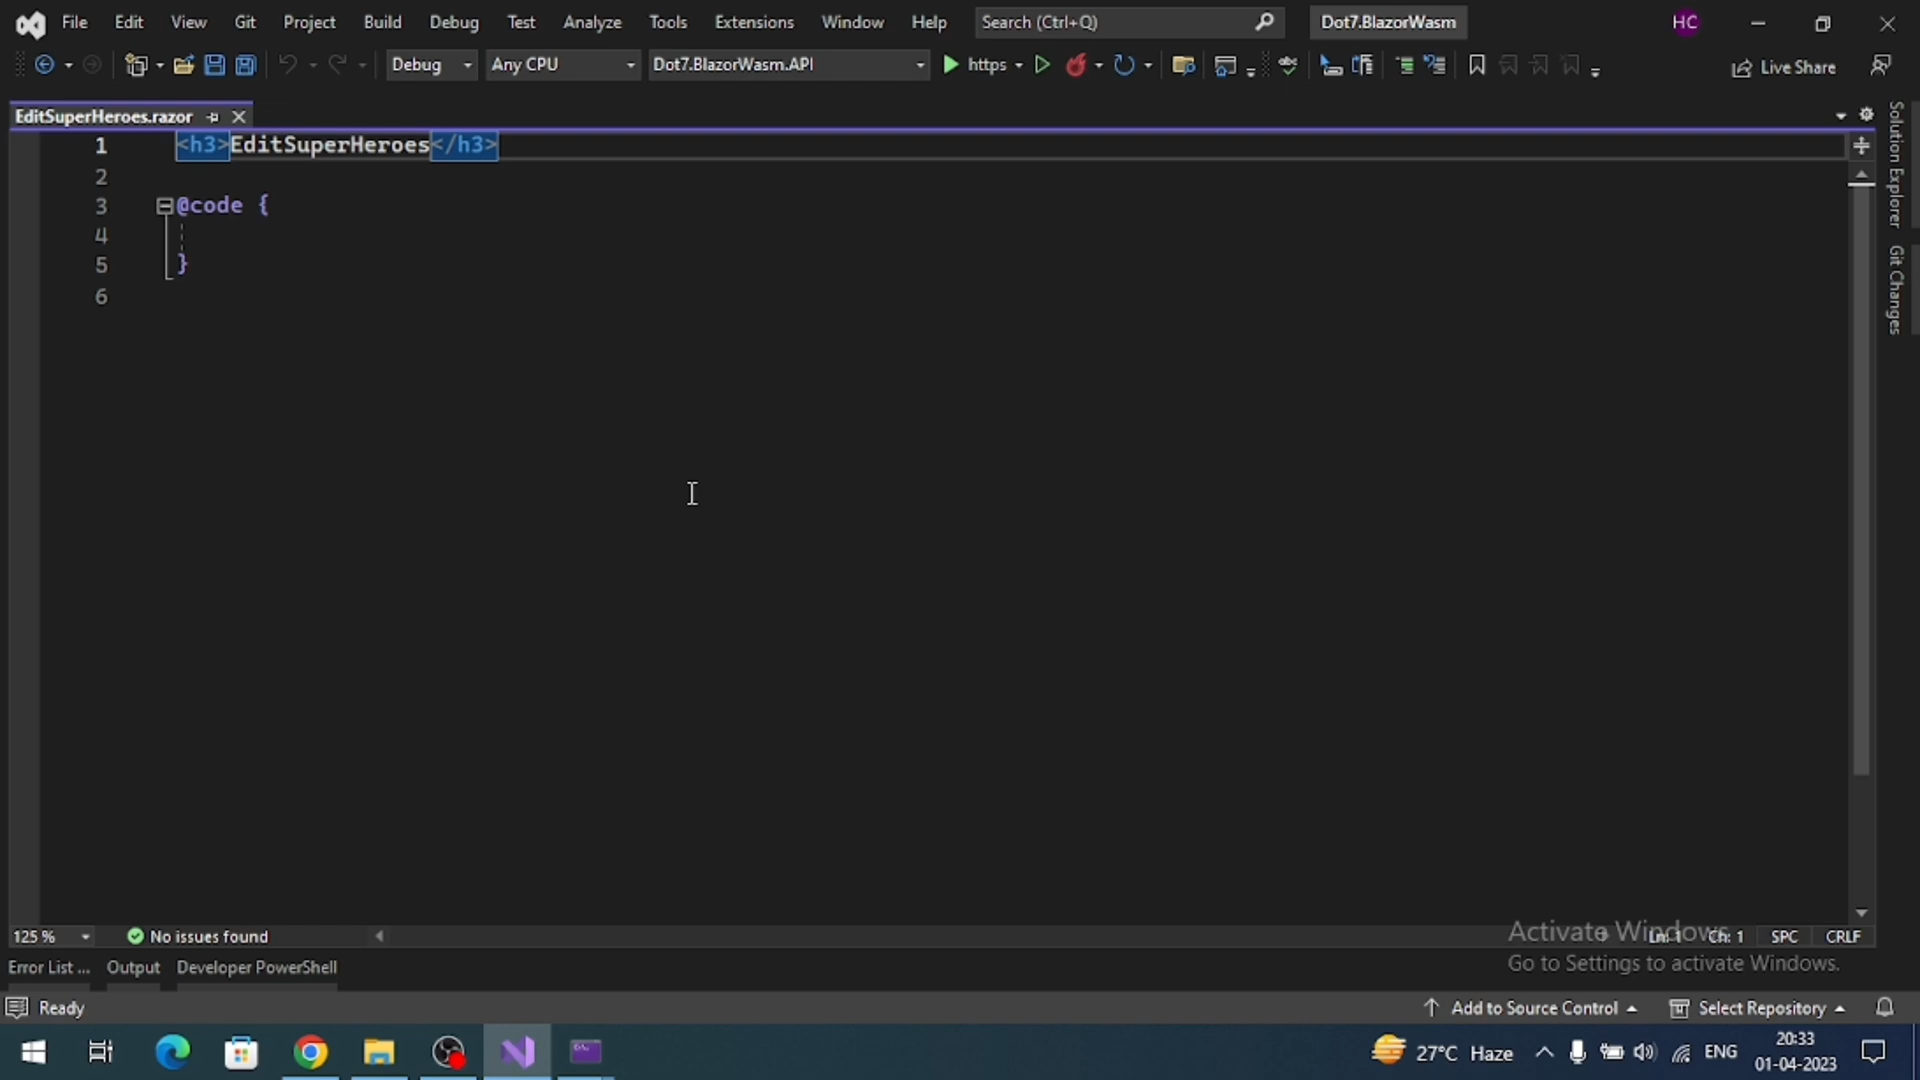 File Edit View Git Project Build Debug Test Analyze Tools Extensions Window Help Search (Ctrl+Q) Dot7.BlazorWasm HC
Debug Any CPU Dot7.BlazorWasm.API https Live Share
EditSuperHeroes.razor
1 <h3>EditSuperHeroes</h3>
2
3 @code {
4
5 }
6
Solution Explorer
Git Changes
125 % No issues found Ln: 1 Ch: 1 SPC CRLF
Activate Windows
Go to Settings to activate Windows.
Error List ... Output Developer PowerShell
Ready Add to Source Control Select Repository
27°C Haze ENG 20:33
01-04-2023